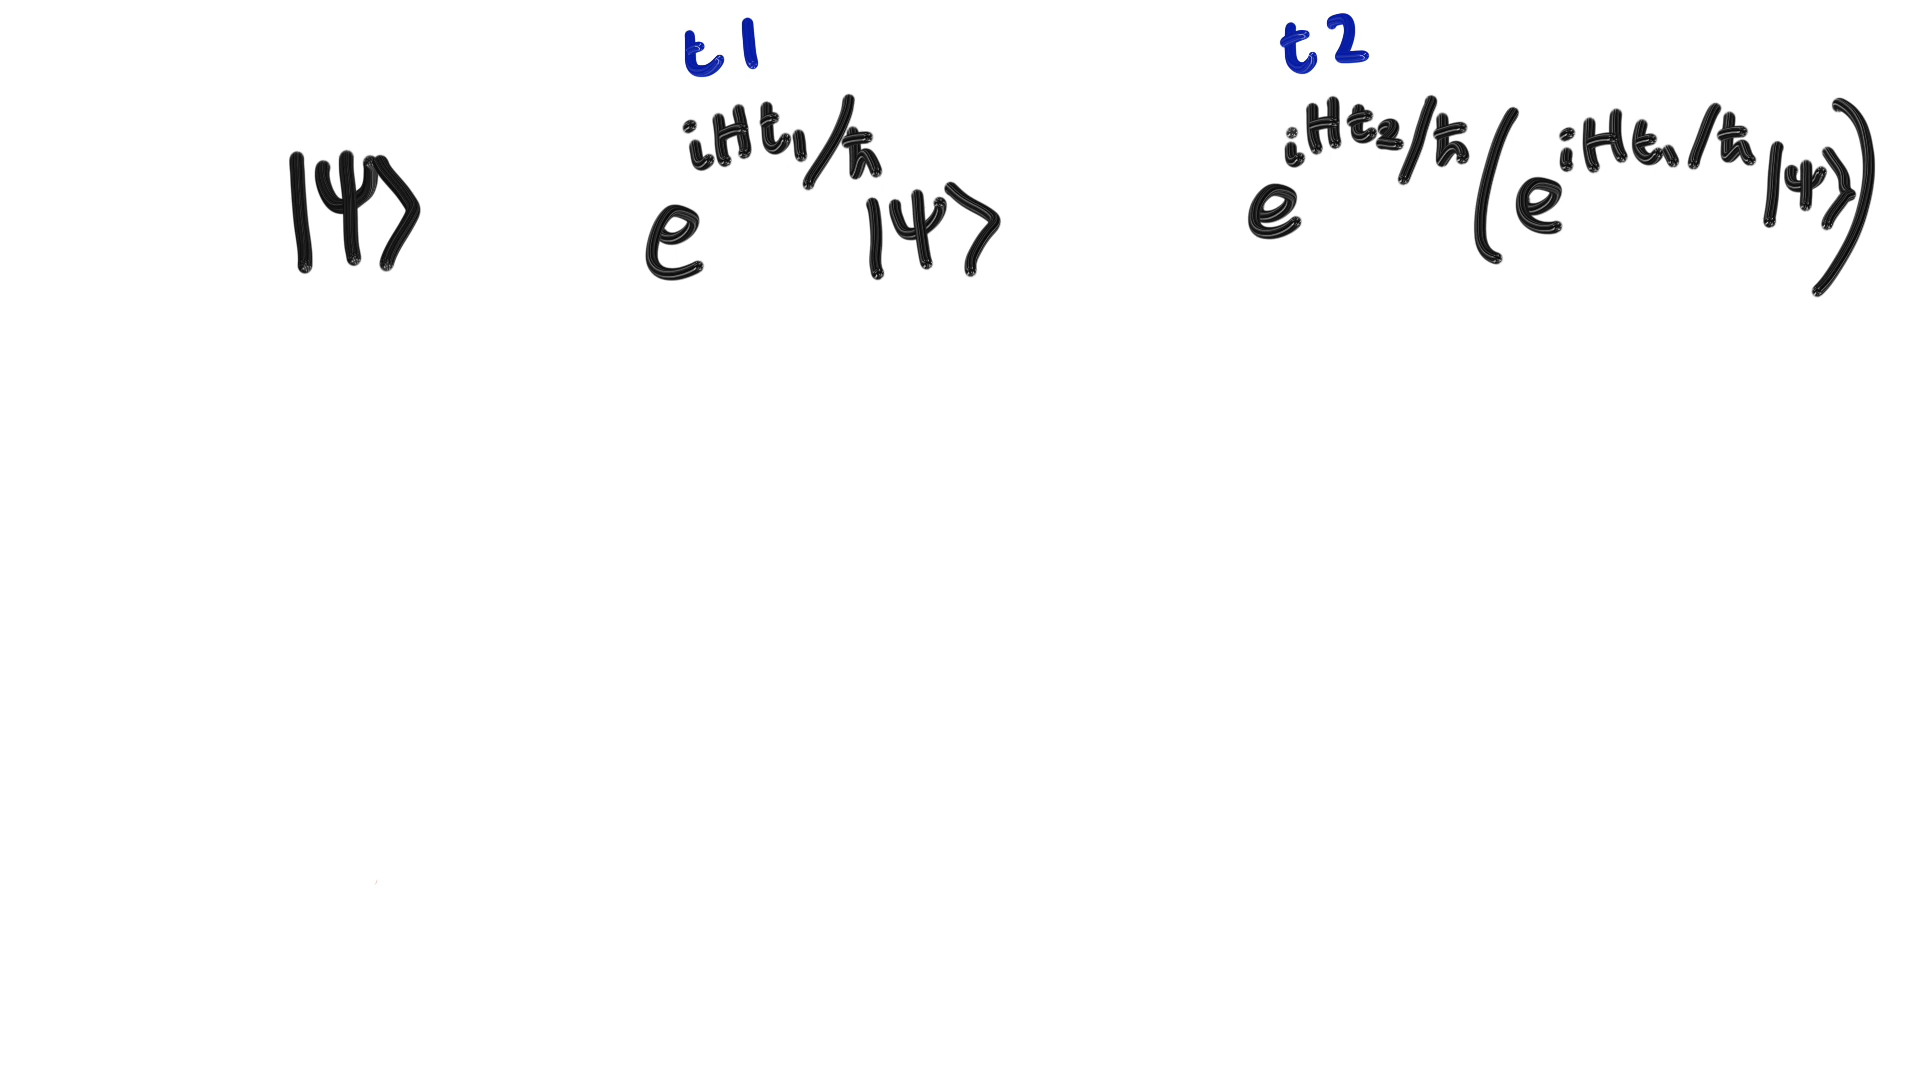 t1 t2
|ψ⟩ e^{iHt₁/ħ} |ψ⟩ e^{iHt₂/ħ} (e^{iHt₁/ħ} |ψ⟩)